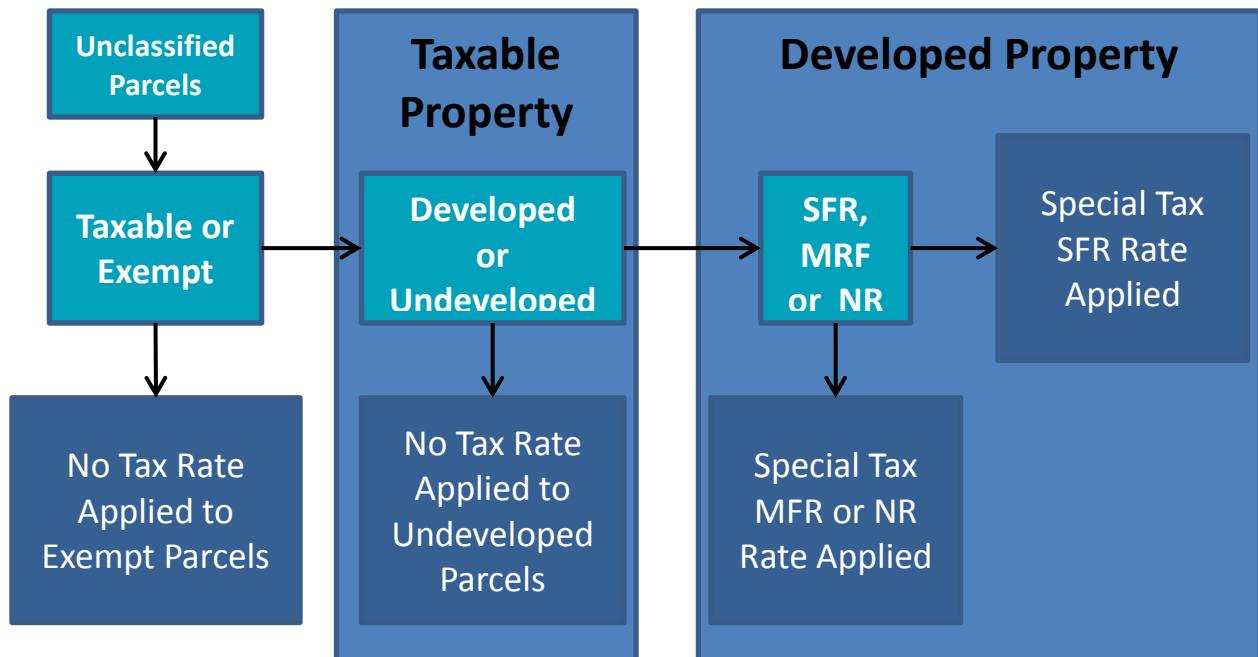 Unclassified
Parcels
Taxable
Property
Developed Property
Taxable or
Exempt
Developed
or
Undeveloped
SFR,
MRF
or NR
Special Tax
SFR Rate
Applied
No Tax Rate
Applied to
Exempt Parcels
No Tax Rate
Applied to
Undeveloped
Parcels
Special Tax
MFR or NR
Rate Applied